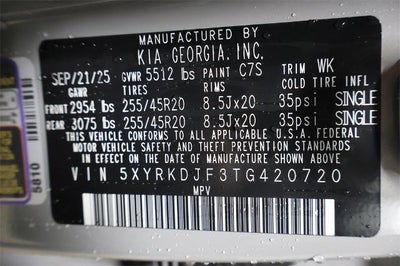 MANUFACTURED BY
KIA GEORGIA, INC.
SEP/21/25 GVWR 5512 lbs PAINT C7S TRIM WK
GAWR TIRES RIMS COLD TIRE INFL
FRONT 2954 lbs 255/45R20 8.5Jx20 35psi SINGLE
REAR 3075 lbs 255/45R20 8.5Jx20 35psi SINGLE
THIS VEHICLE CONFORMS TO ALL APPLICABLE U.S.A. FEDERAL
MOTOR VEHICLE SAFETY AND THEFT PREVENTION STANDARDS
IN EFFECT ON THE DATE OF MANUFACTURE SHOWN ABOVE.
VIN 5XYRKDJF3TG420720
MPV
5810